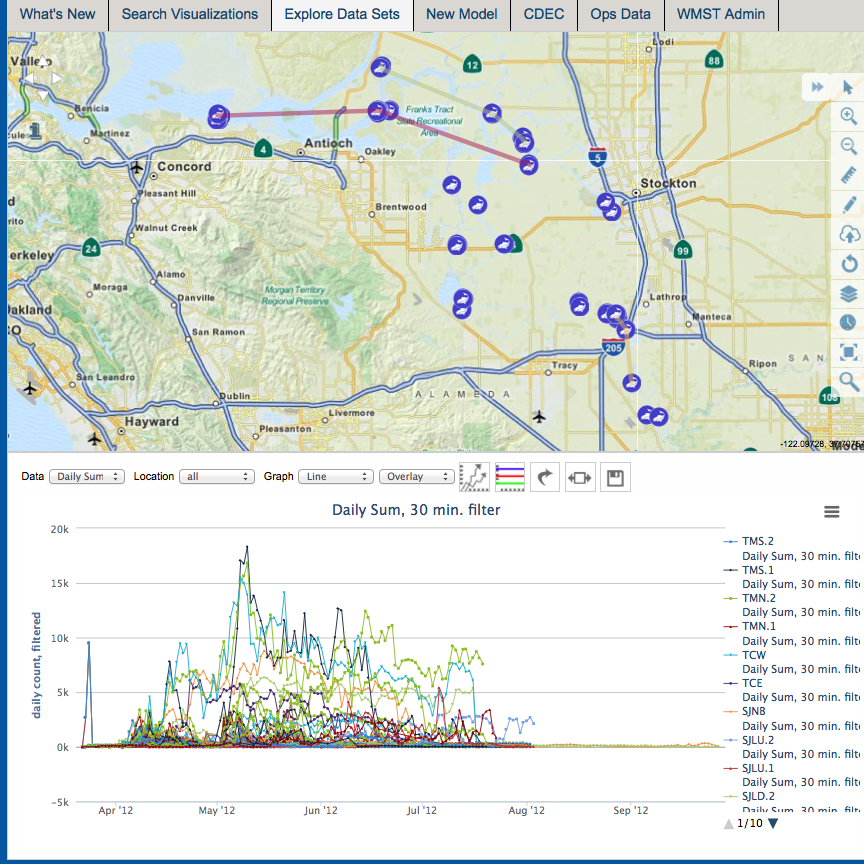 What's New Search Visualizations Explore Data Sets New Model CDEC Ops Data WMST Admin
Lodi
88
12
Vallejo
Benicia
Franks Tract
State Recreational
Area
Martinez
4
Antioch
Oakley
5
Concord
Stockton
Pleasant Hill
Brentwood
Walnut Creek
24
erkeley
99
Alamo
Moraga
Danville
Morgan Territory
Regional Preserve
Lathrop
akland
Manteca
San Ramon
205
Tracy
Ripon
S A N
San Leandro
Dublin
A L A M E D A
108
Hayward
Livermore
Pleasanton
Data Daily Sum Location all Graph Line Overlay
Daily Sum, 30 min. filter
20k
15k
10k
5k
0k
−5k
daily count, filtered
Apr '12 May '12 Jun '12 Jul '12 Aug '12 Sep '12
TMS.2
Daily Sum, 30 min. filte
TMS.1
Daily Sum, 30 min. filte
TMN.2
Daily Sum, 30 min. filte
TMN.1
Daily Sum, 30 min. filte
TCW
Daily Sum, 30 min. filte
TCE
Daily Sum, 30 min. filte
SJNB
Daily Sum, 30 min. filte
SJLU.2
Daily Sum, 30 min. filte
SJLU.1
Daily Sum, 30 min. filte
SJLD.2
Daily Sum, 30 min. filte
1/10